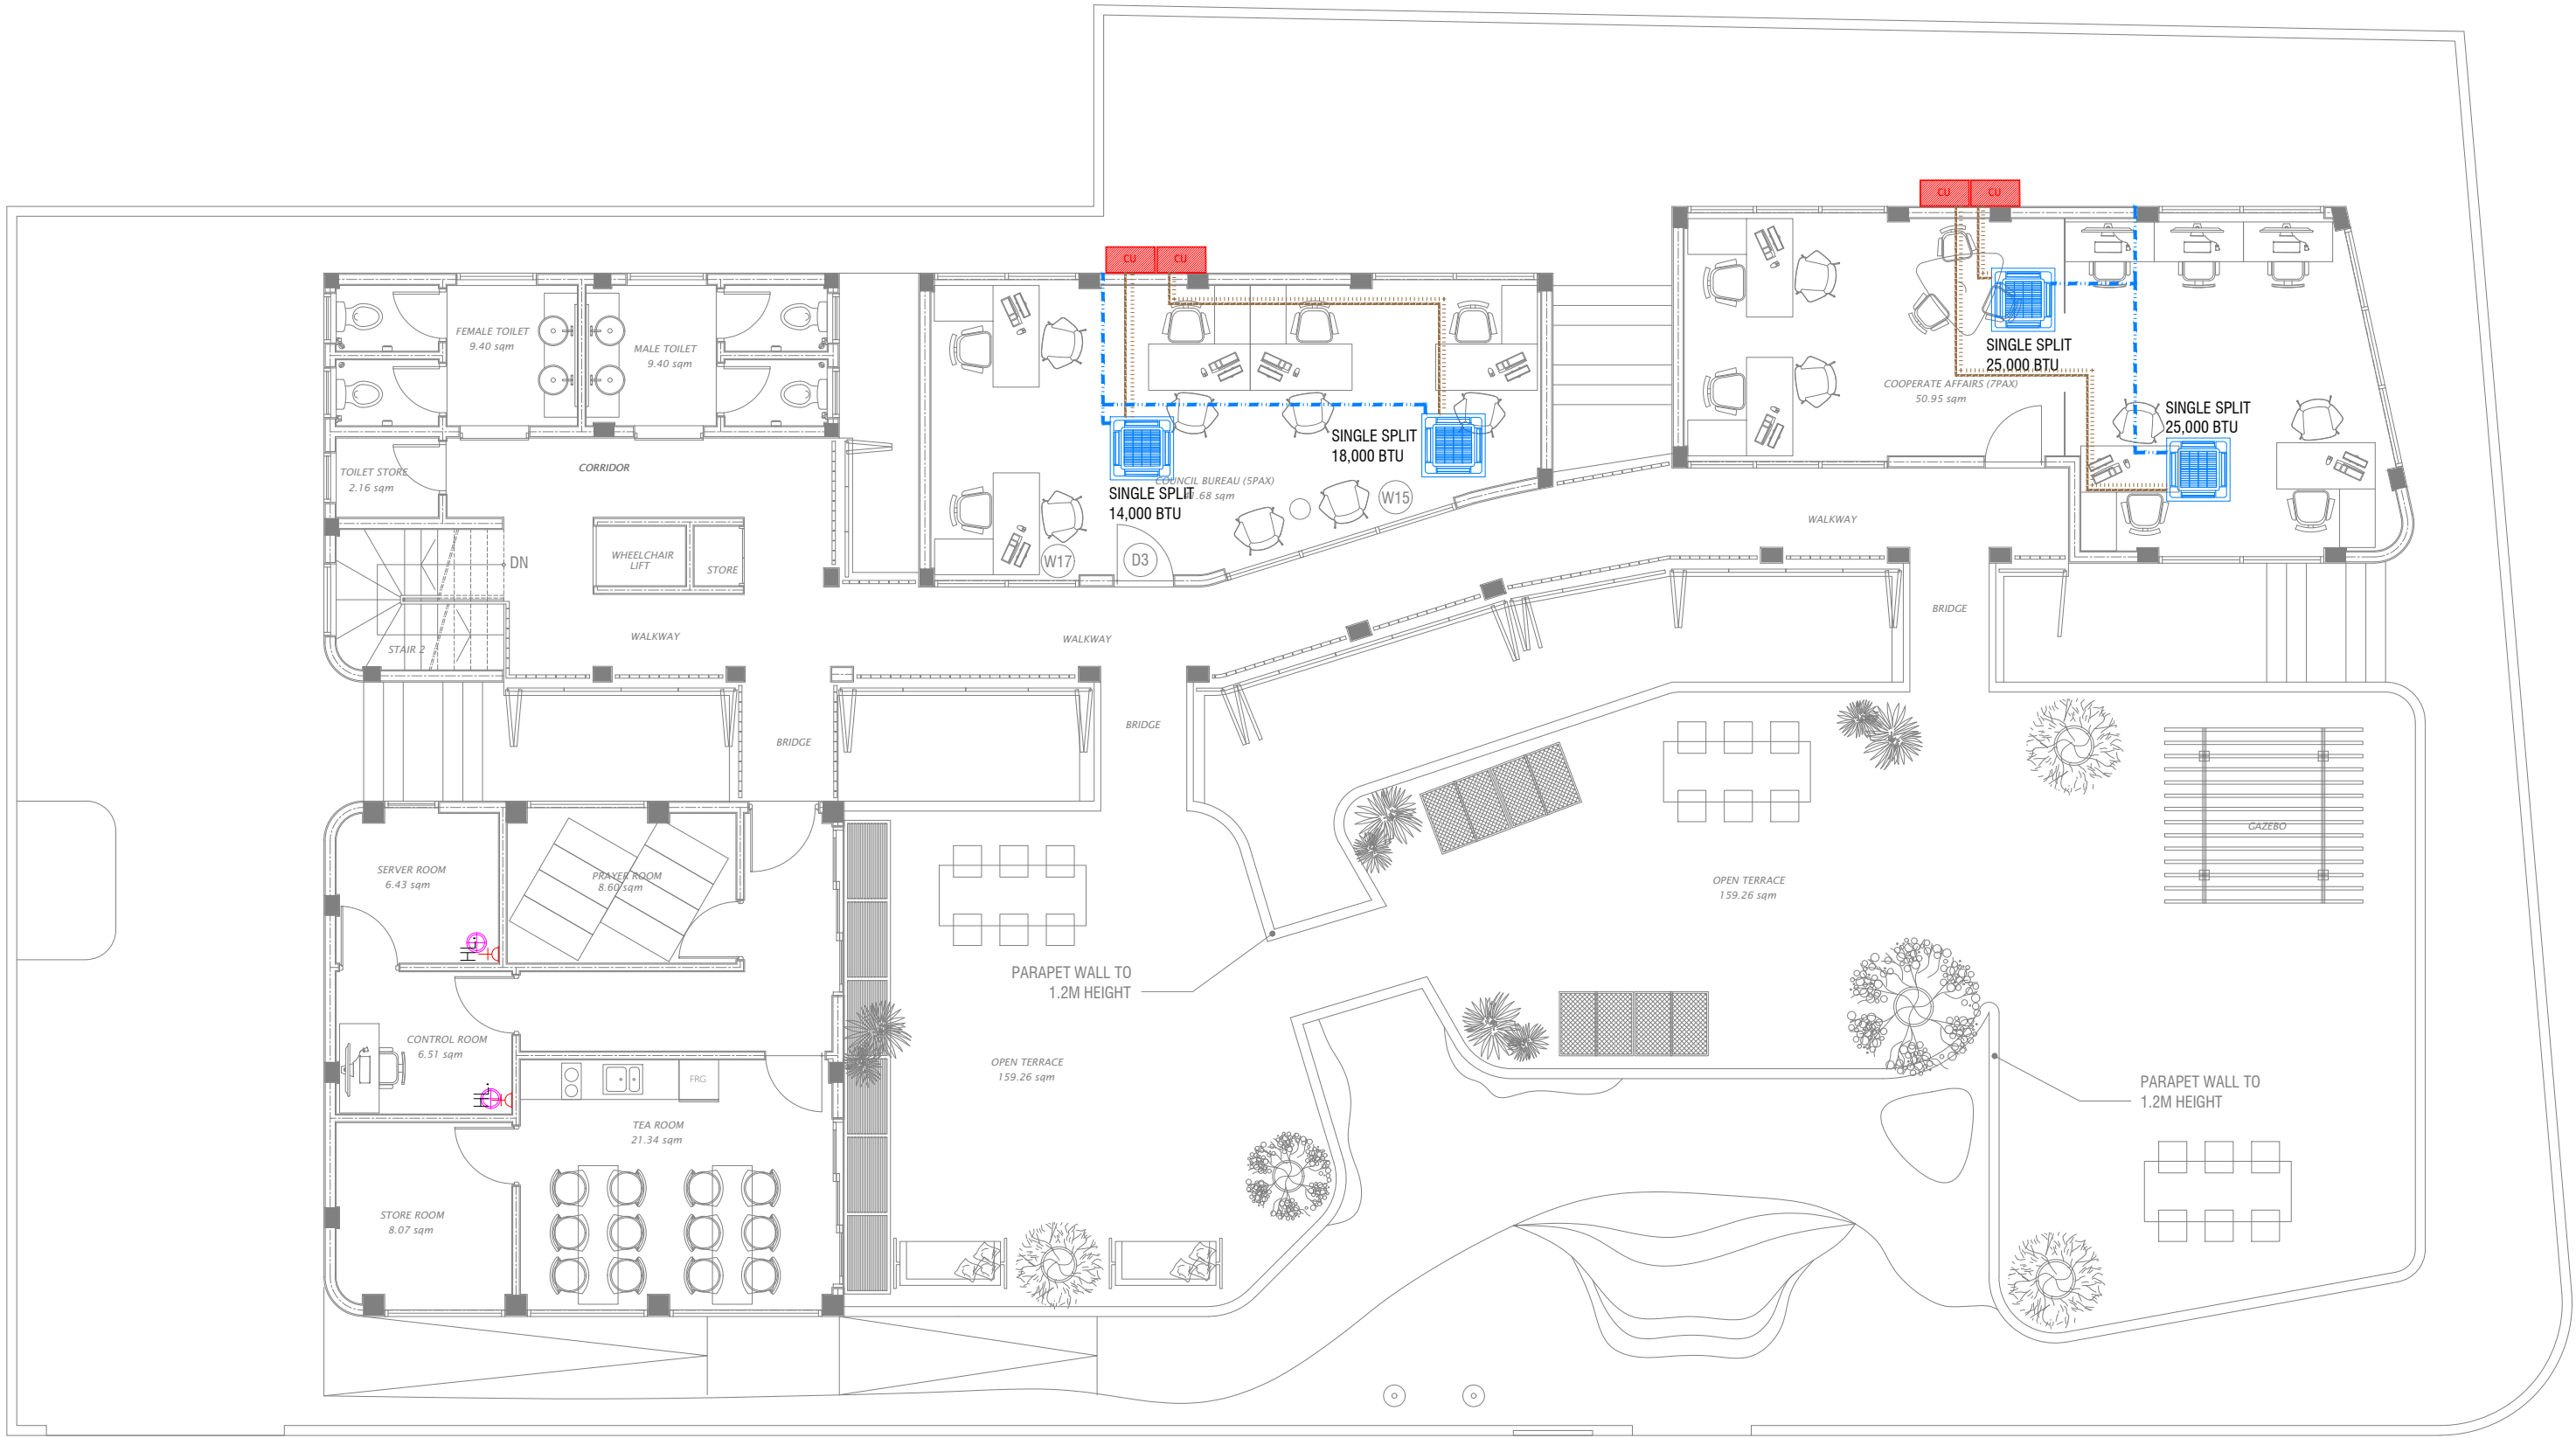 CU
CU
CU
CU
FEMALE TOILET
9.40 sqm
MALE TOILET
9.40 sqm
SINGLE SPLIT
25,000 BTU
COOPERATE AFFAIRS (7PAX)
50.95 sqm
SINGLE SPLIT
25,000 BTU
SINGLE SPLIT
18,000 BTU
TOILET STORE
2.16 sqm
CORRIDOR
COUNCIL BUREAU (5PAX)
.68 sqm
SINGLE SPLIT
14,000 BTU
W15
W17
D3
WALKWAY
DN
WHEELCHAIR
LIFT
STORE
STAIR 2
WALKWAY
WALKWAY
BRIDGE
BRIDGE
BRIDGE
GAZEBO
SERVER ROOM
6.43 sqm
PRAYER ROOM
8.60 sqm
OPEN TERRACE
159.26 sqm
PARAPET WALL TO
1.2M HEIGHT
CONTROL ROOM
6.51 sqm
OPEN TERRACE
159.26 sqm
FRG
PARAPET WALL TO
1.2M HEIGHT
TEA ROOM
21.34 sqm
STORE ROOM
8.07 sqm